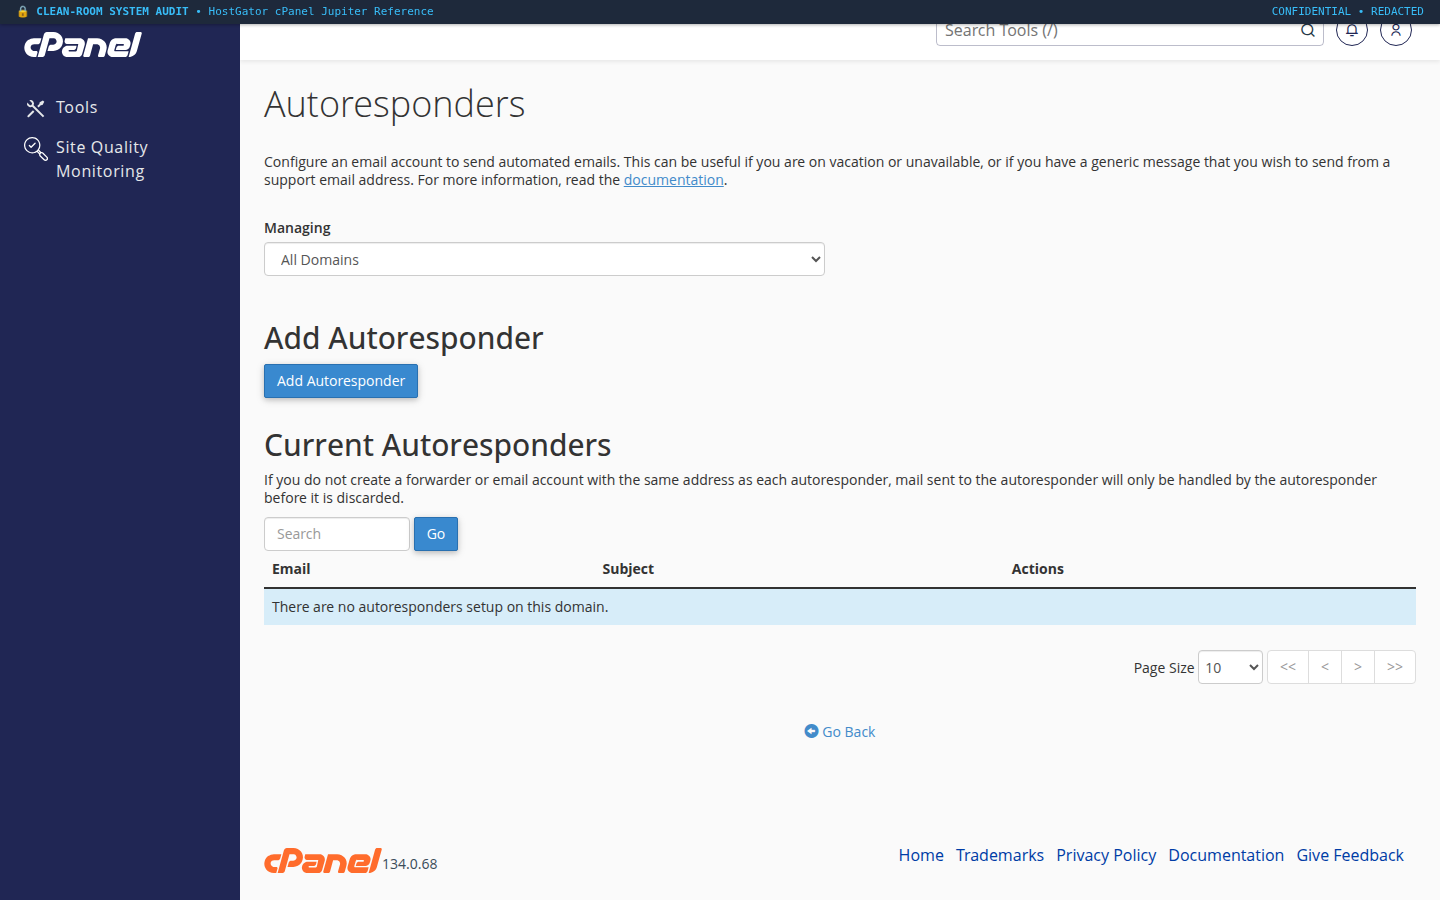 CLEAN-ROOM SYSTEM AUDIT • HostGator cPanel Jupiter Reference
CONFIDENTIAL • REDACTED
cPanel
Search Tools (/)
Tools
Site Quality
Monitoring
Autoresponders
Configure an email account to send automated emails. This can be useful if you are on vacation or unavailable, or if you have a generic message that you wish to send from a
support email address. For more information, read the documentation.
Managing
All Domains
Add Autoresponder
Add Autoresponder
Current Autoresponders
If you do not create a forwarder or email account with the same address as each autoresponder, mail sent to the autoresponder will only be handled by the autoresponder
before it is discarded.
Search Go
Email Subject Actions
There are no autoresponders setup on this domain.
Page Size 10 << < > >>
Go Back
cPanel 134.0.68
Home Trademarks Privacy Policy Documentation Give Feedback